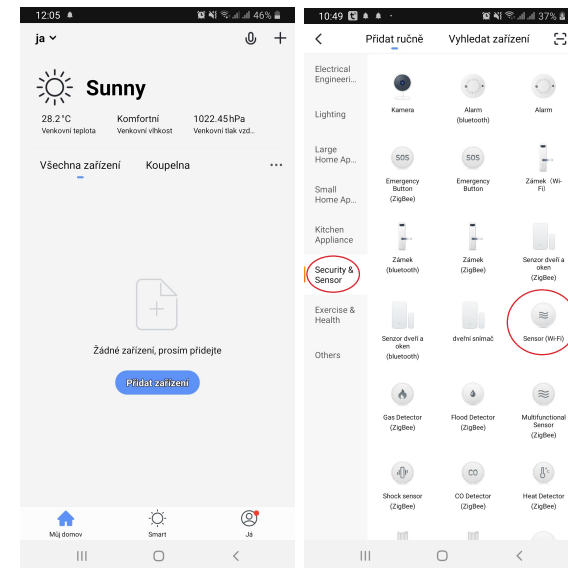 12:05
46%
ja
Sunny
28.2°C
Komfortní
1022.45hPa
Venkovní teplota
Venkovní vlhkost
Venkovní tlak vzd...
Všechna zařízení
Koupelna
Žádné zařízení, prosím přidejte
Přidat zařízení
Můj domov
Smart
Já
10:49
37%
Přidat ručně
Vyhledat zařízení
Electrical
Engineeri...
Lighting
Large
Home Ap...
Small
Home Ap...
Kitchen
Appliance
Security &
Sensor
Exercise &
Health
Others
Kamera
Alarm
(bluetooth)
Alarm
SOS
Emergency
Button
(ZigBee)
SOS
Emergency
Button
Zámek (Wi-
Fi)
Zámek
(bluetooth)
Zámek
(ZigBee)
Senzor dveří a
oken
(ZigBee)
Senzor dveří a
oken
(bluetooth)
dveřní snímač
Sensor (Wi-Fi)
Gas Detector
(ZigBee)
Flood Detector
(ZigBee)
Multifunctional
Sensor
(ZigBee)
Shock sensor
(ZigBee)
CO
CO Detector
(ZigBee)
Heat Detector
(ZigBee)